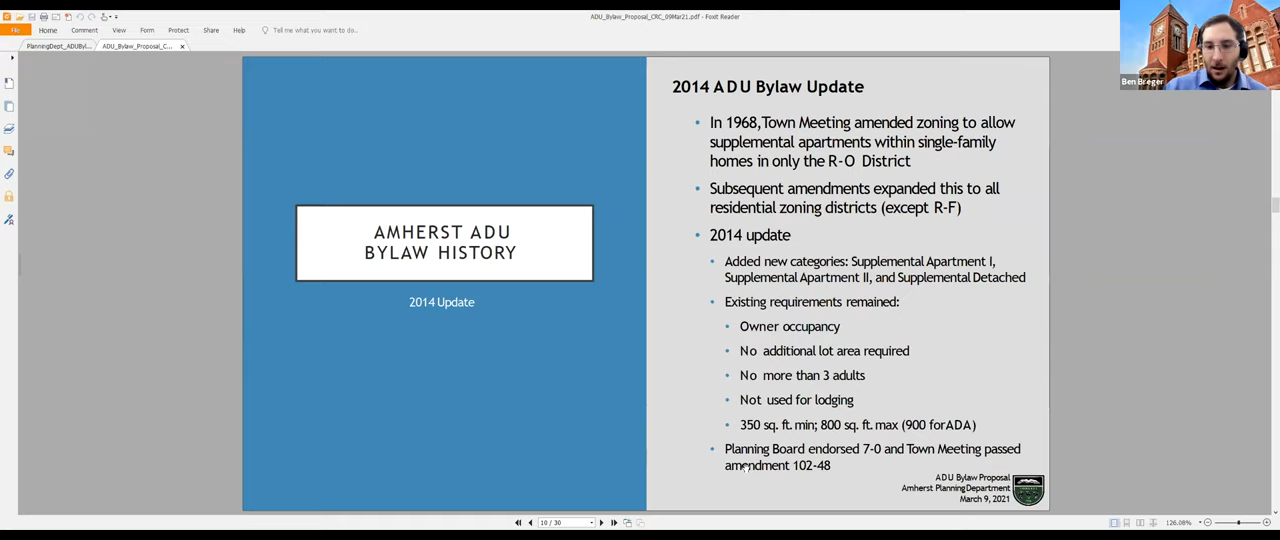 ADU_Bylaw_Proposal_CRC_09Mar21.pdf - Foxit Reader
File Home Comment View Form Protect Share Help Tell me what you want to do..
PlanningDept_ADUByl... ADU_Bylaw_Proposal_C...
Ben Breger
AMHERST ADU
BYLAW HISTORY
2014 Update
2014 ADU Bylaw Update
• In 1968,Town Meeting amended zoning to allow
supplemental apartments within single-family
homes in only the R-O District
• Subsequent amendments expanded this to all
residential zoning districts (except R-F)
• 2014 update
• Added new categories: Supplemental Apartment I,
Supplemental Apartment II, and Supplemental Detached
• Existing requirements remained:
• Owner occupancy
• No additional lot area required
• No more than 3 adults
• Not used for lodging
• 350 sq. ft. min; 800 sq. ft. max (900 for ADA)
• Planning Board endorsed 7-0 and Town Meeting passed
amendment 102-48
ADU Bylaw Proposal
Amherst Planning Department
March 9, 2021
10 / 30
126.08%